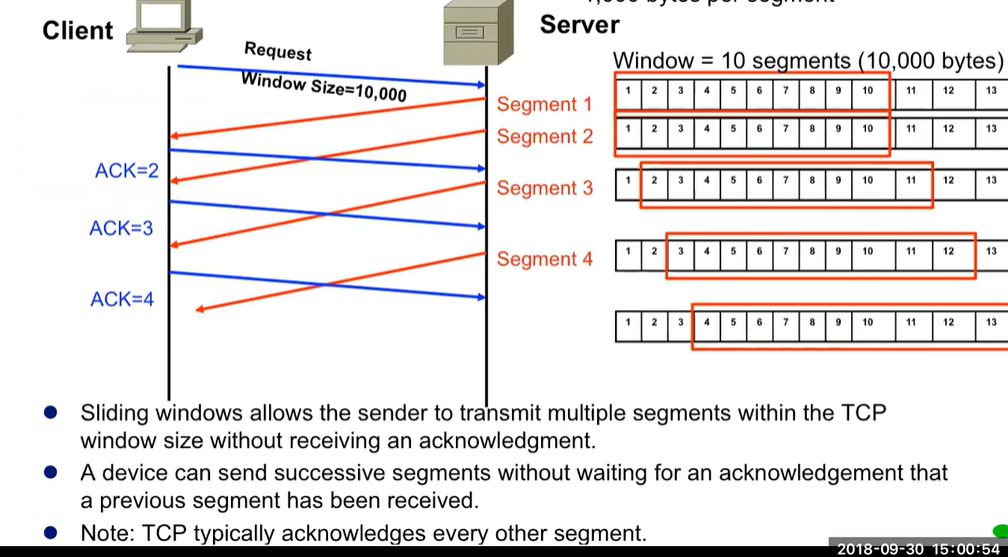 1,000 bytes per segment
Client
Server
Request
Window Size=10,000
Window = 10 segments (10,000 bytes)
Segment 1
1 2 3 4 5 6 7 8 9 10 11 12 13
Segment 2
1 2 3 4 5 6 7 8 9 10 11 12 13
ACK=2
Segment 3
1 2 3 4 5 6 7 8 9 10 11 12 13
ACK=3
Segment 4
1 2 3 4 5 6 7 8 9 10 11 12 13
ACK=4
1 2 3 4 5 6 7 8 9 10 11 12 13
● Sliding windows allows the sender to transmit multiple segments within the TCP
window size without receiving an acknowledgment.
● A device can send successive segments without waiting for an acknowledgement that
a previous segment has been received.
● Note: TCP typically acknowledges every other segment.
2018-09-30 15:00:54